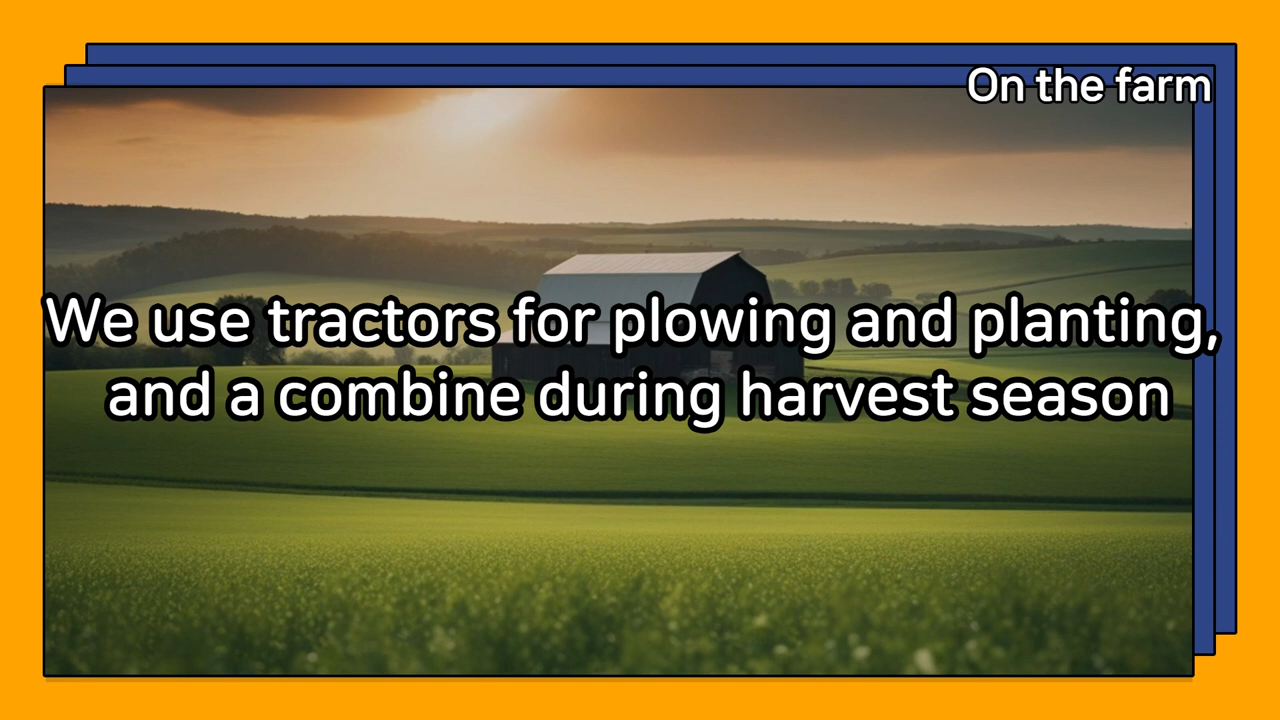 On the farm
We use tractors for plowing and planting,
and a combine during harvest season